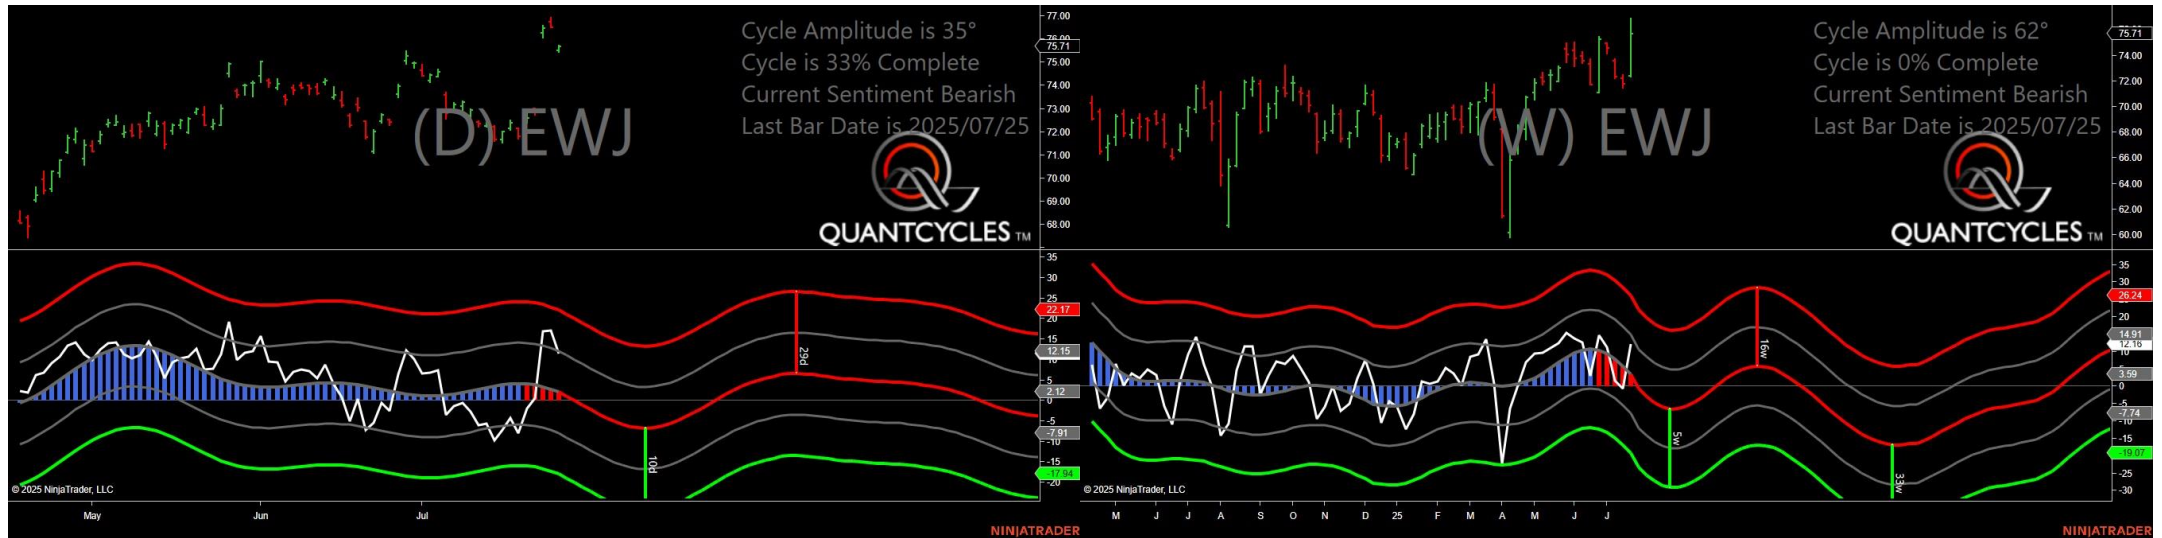 Cycle Amplitude is 35°
Cycle is 33% Complete
Current Sentiment Bearish
Last Bar Date is 2025/07/25
(D) EWJ
QUANTCYCLES TM
77.00
76.00
75.71
75.00
74.00
73.00
72.00
71.00
70.00
69.00
68.00
35
30
25
22.17
20
15
12.15
5
2.12
0
-5
-7.91
-10
-15
-17.94
-20
29d
10d
© 2025 NinjaTrader, LLC
May Jun Jul
NINJATRADER
Cycle Amplitude is 62°
Cycle is 0% Complete
Current Sentiment Bearish
Last Bar Date is 2025/07/25
(W) EWJ
QUANTCYCLES TM
75.71
74.00
72.00
70.00
68.00
66.00
64.00
62.00
60.00
35
30
26.24
20
14.91
12.16
10
3.59
0
-5
-7.74
-10
-15
-19.07
-25
-30
16w
5w
33w
© 2025 NinjaTrader, LLC
M J J A S O N D 25 F M A M J J
NINJATRADER